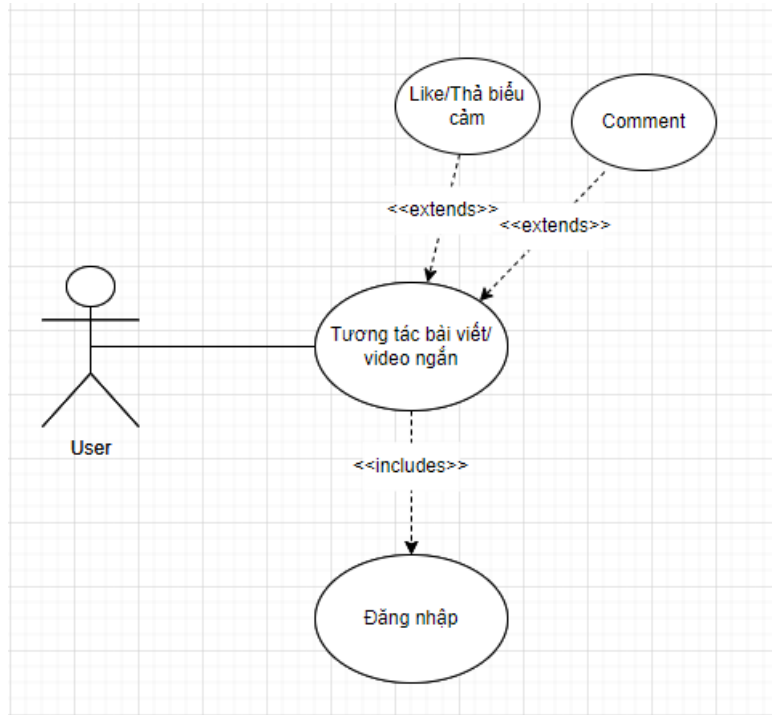 Like/Thả biểu
cảm
Comment
<<extends>>
<<extends>>
Tương tác bài viết/
video ngắn
User
<<includes>>
Đăng nhập